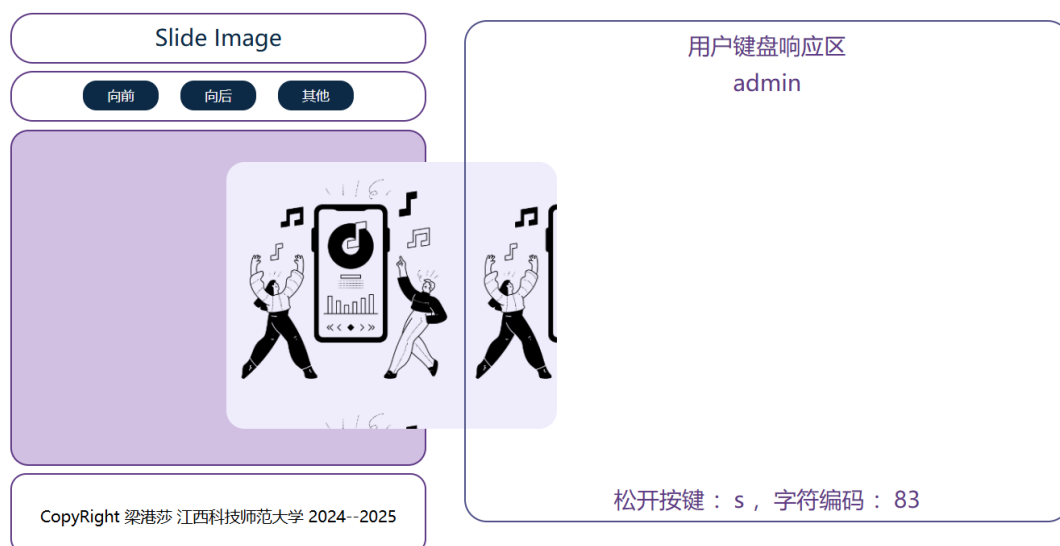 Slide Image
向前 向后 其他
CopyRight 梁港莎 江西科技师范大学 2024--2025
用户键盘响应区
admin
松开按键 ： s ，字符编码 ：83